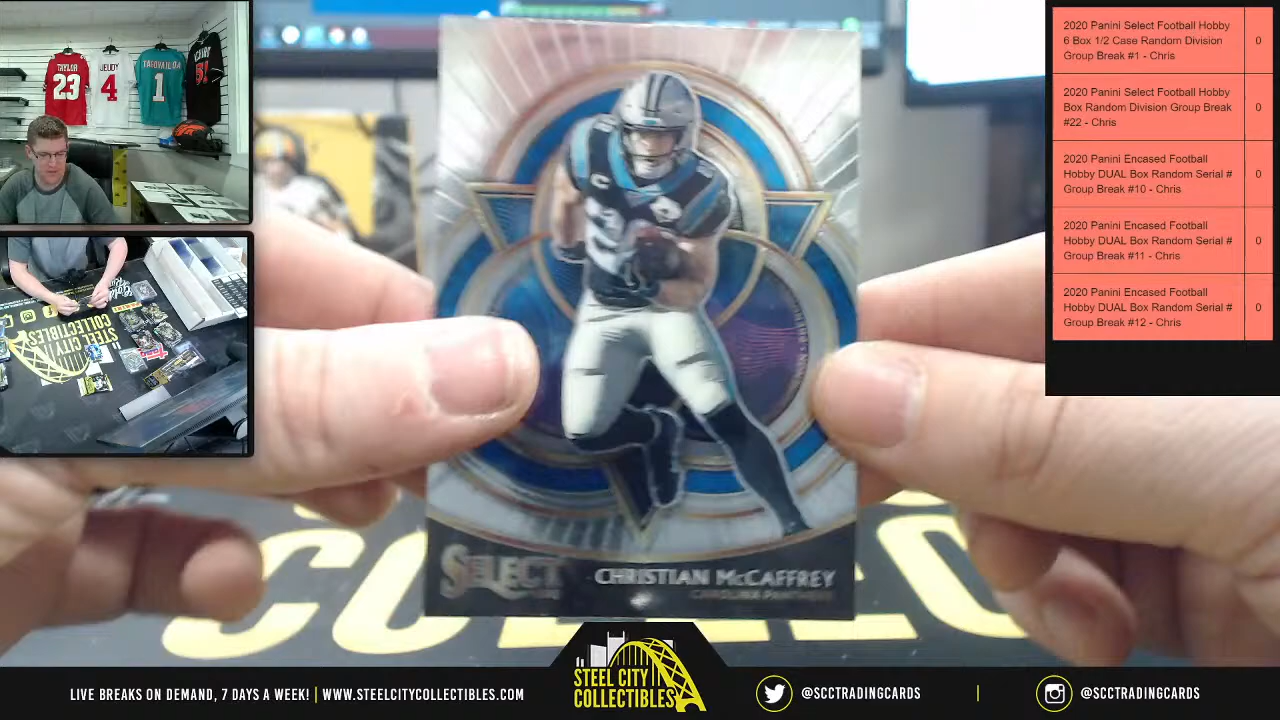 TAYLOR
23
JEUDY
4
TAGOVAILOA
1
2020 Panini Select Football Hobby
6 Box 1/2 Case Random Division
Group Break #1 - Chris
0
2020 Panini Select Football Hobby
Box Random Division Group Break
#22 - Chris
0
2020 Panini Encased Football
Hobby DUAL Box Random Serial #
Group Break #10 - Chris
0
2020 Panini Encased Football
Hobby DUAL Box Random Serial #
Group Break #11 - Chris
0
2020 Panini Encased Football
Hobby DUAL Box Random Serial #
Group Break #12 - Chris
0
STEEL CITY
COLLECTIBLES
C
SELECT
CHRISTIAN McCAFFREY
CAROLINA PANTHERS
LIVE BREAKS ON DEMAND, 7 DAYS A WEEK! | WWW.STEELCITYCOLLECTIBLES.COM
STEEL CITY
COLLECTIBLES
@SCCTRADINGCARDS | @SCCTRADINGCARDS